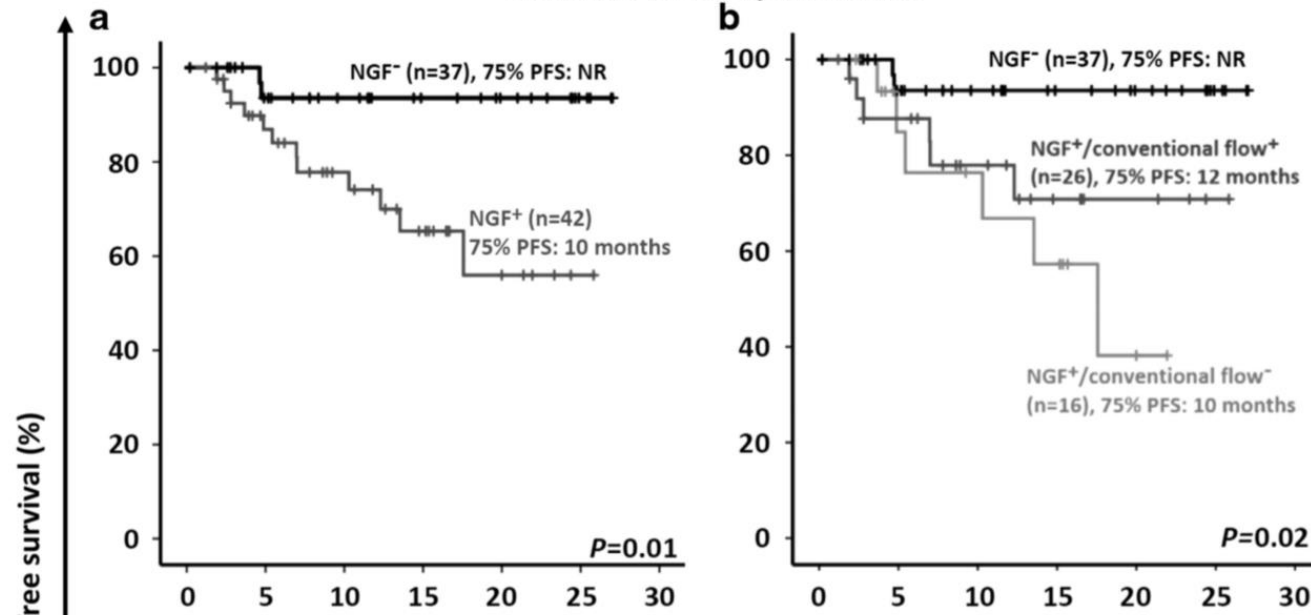 a
100
80
60
40
20
0
NGF⁻ (n=37), 75% PFS: NR
NGF⁺ (n=42)
75% PFS: 10 months
P=0.01
0 5 10 15 20 25 30
b
100
80
60
40
20
0
NGF⁻ (n=37), 75% PFS: NR
NGF⁺/conventional flow⁺
(n=26), 75% PFS: 12 months
NGF⁺/conventional flow⁻
(n=16), 75% PFS: 10 months
P=0.02
0 5 10 15 20 25 30
ree survival (%)